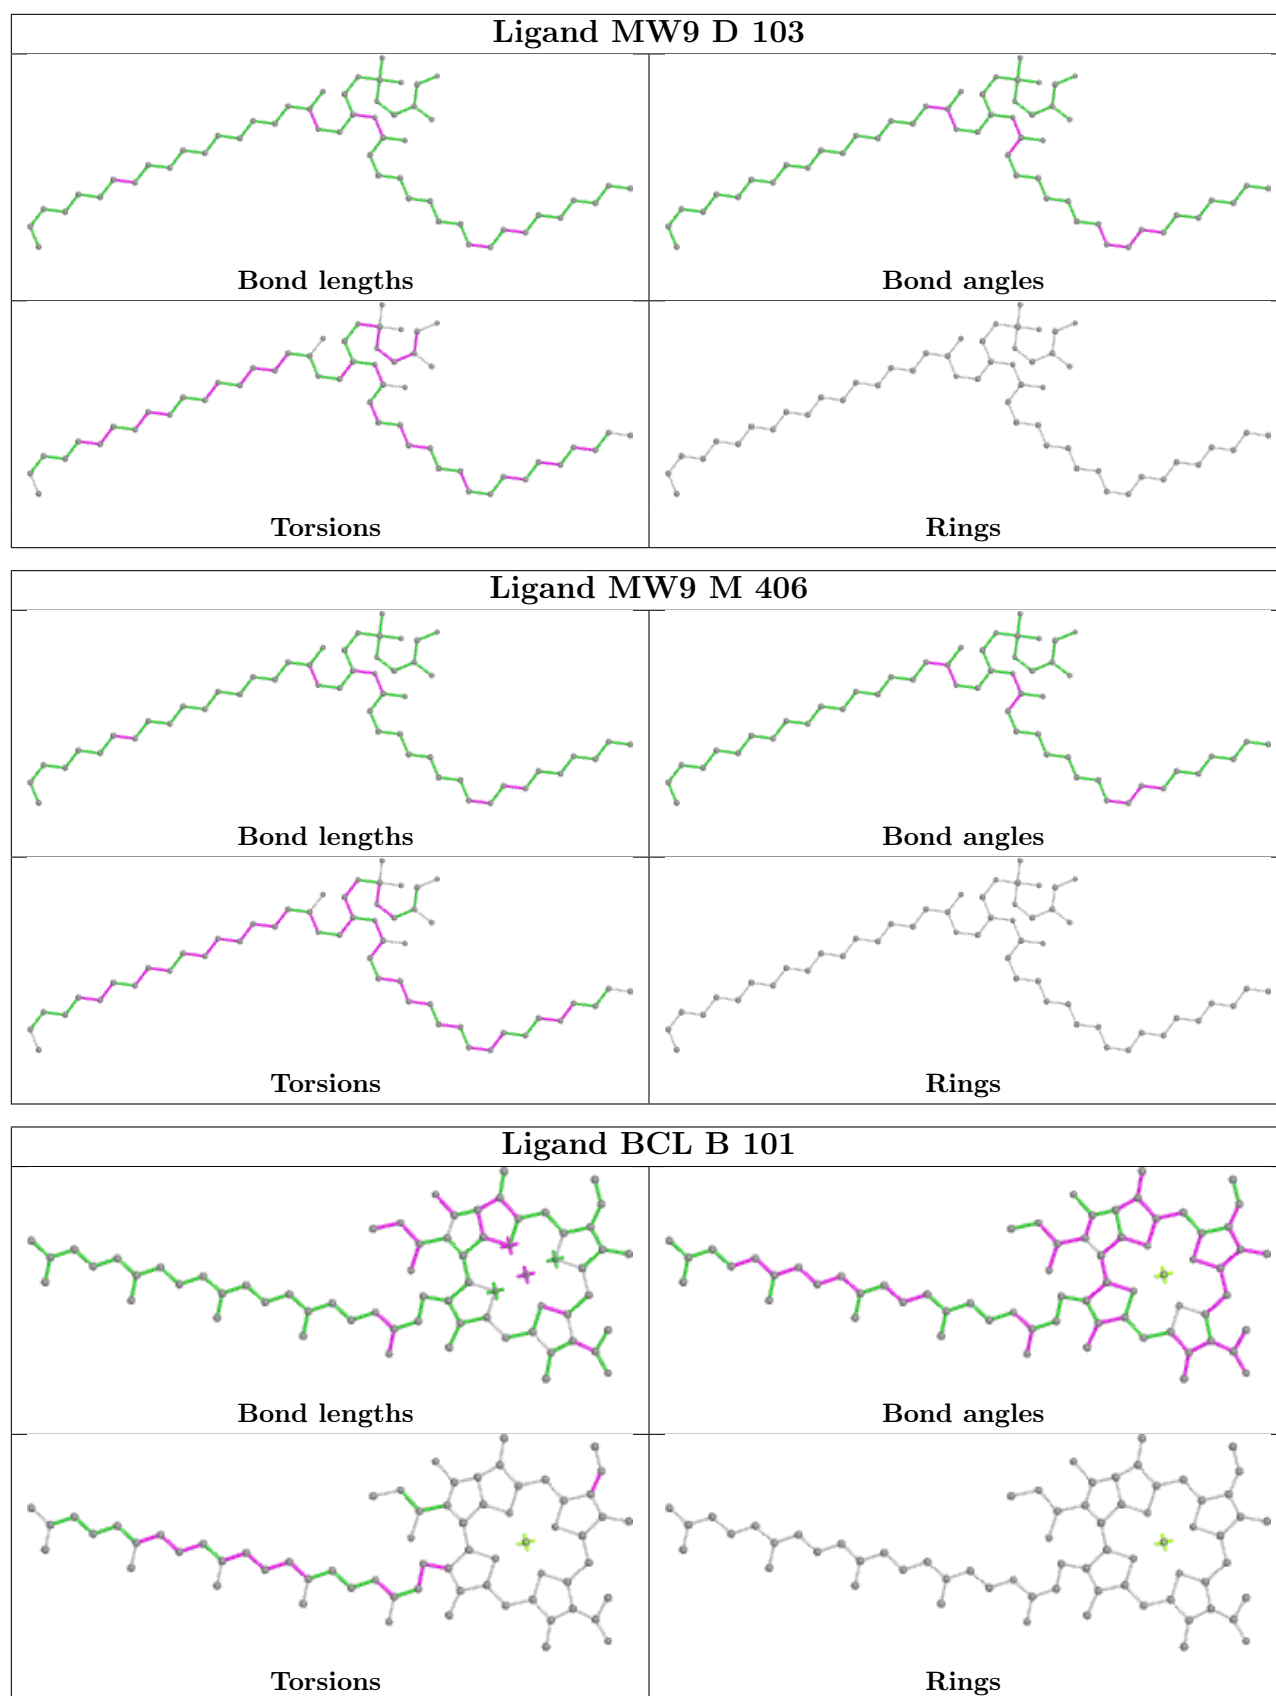 Ligand MW9 D 103
Bond lengths
Bond angles
Torsions
Rings
Ligand MW9 M 406
Bond lengths
Bond angles
Torsions
Rings
Ligand BCL B 101
Bond lengths
Bond angles
Torsions
Rings